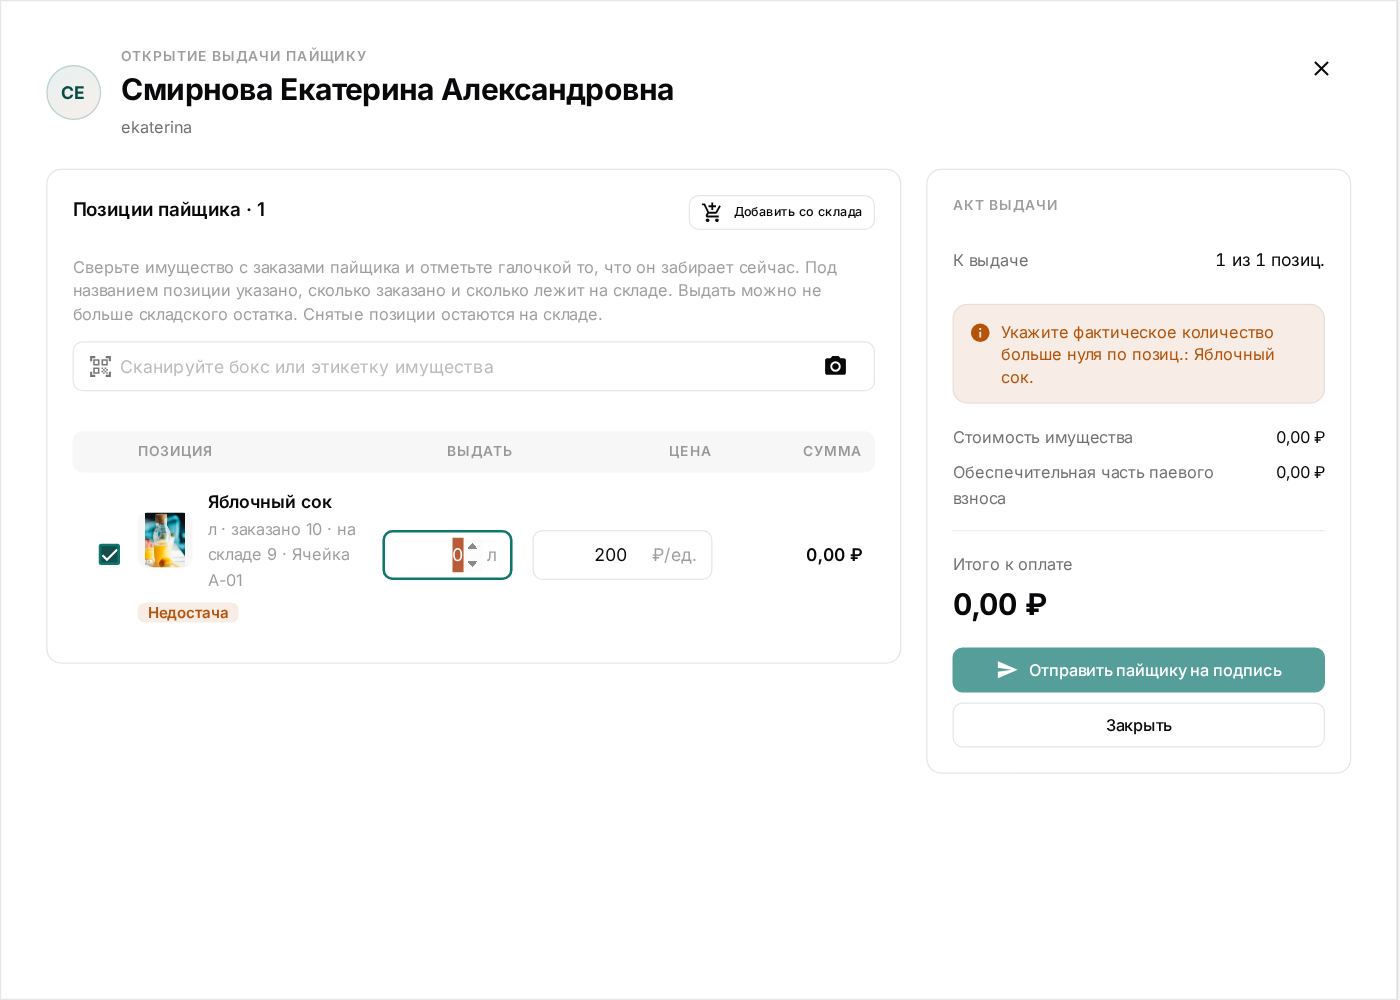 ОТКРЫТИЕ ВЫДАЧИ ПАЙЩИКУ
СЕ
Смирнова Екатерина Александровна
ekaterina
Позиции пайщика · 1
Добавить со склада
Сверьте имущество с заказами пайщика и отметьте галочкой то, что он забирает сейчас. Под
названием позиции указано, сколько заказано и сколько лежит на складе. Выдать можно не
больше складского остатка. Снятые позиции остаются на складе.
Сканируйте бокс или этикетку имущества
ПОЗИЦИЯ ВЫДАТЬ ЦЕНА СУММА
Яблочный сок
л · заказано 10 · на
складе 9 · Ячейка
А-01
0 л 200 ₽/ед. 0,00 ₽
Недостача
АКТ ВЫДАЧИ
К выдаче 1 из 1 позиц.
Укажите фактическое количество
больше нуля по позиц.: Яблочный
сок.
Стоимость имущества 0,00 ₽
Обеспечительная часть паевого 0,00 ₽
взноса
Итого к оплате
0,00 ₽
Отправить пайщику на подпись
Закрыть